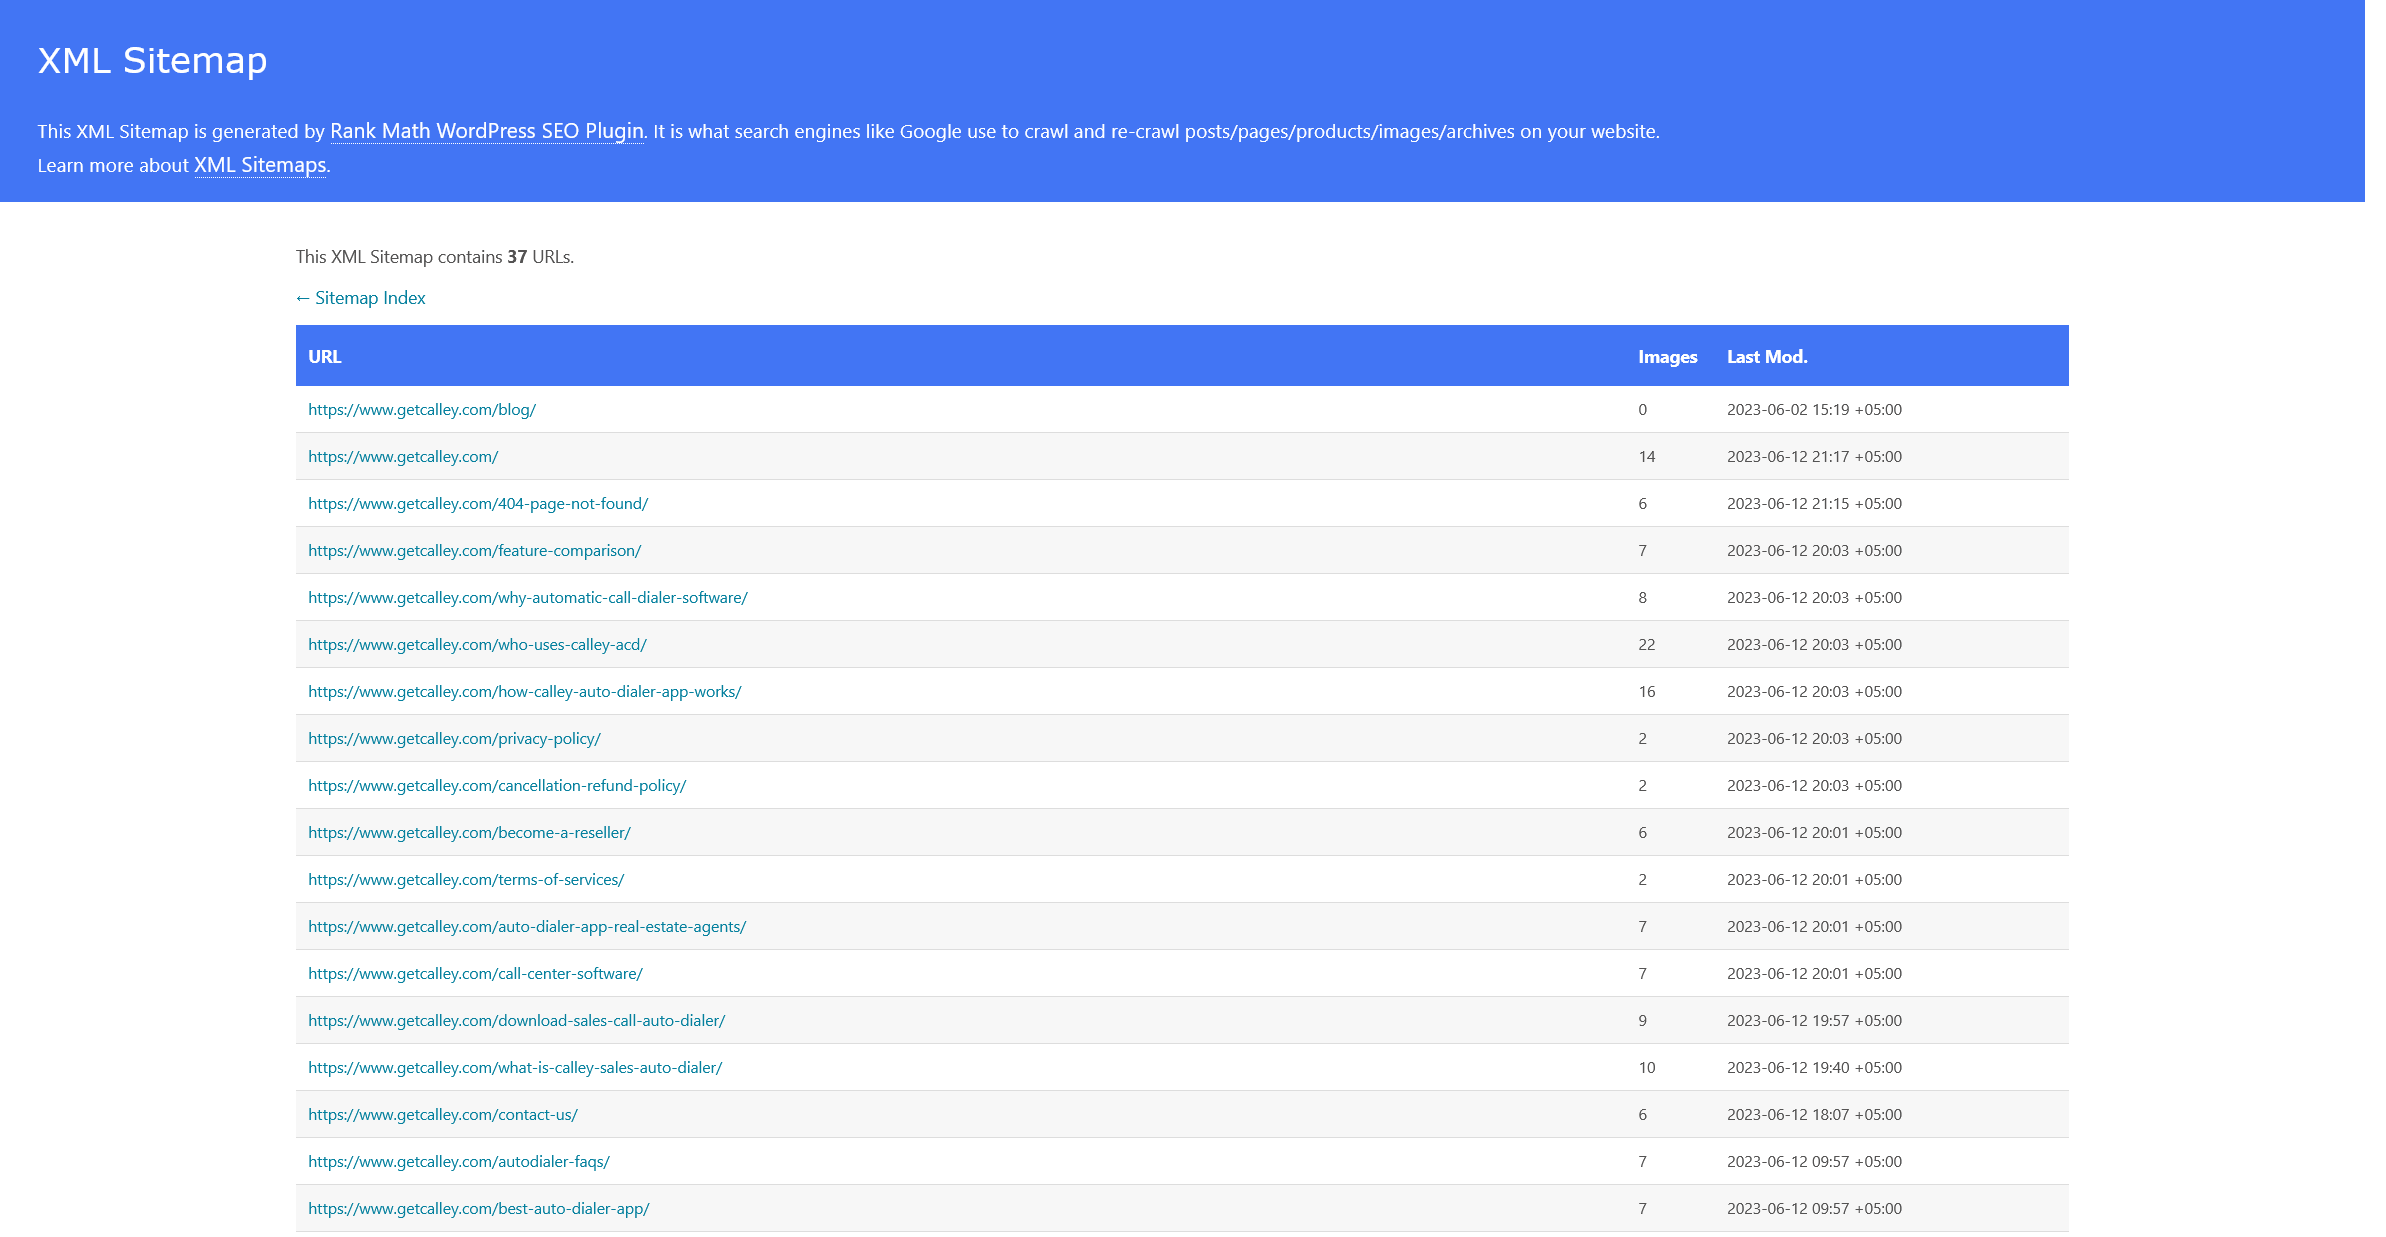 XML Sitemap
This XML Sitemap is generated by Rank Math WordPress SEO Plugin. It is what search engines like Google use to crawl and re-crawl posts/pages/products/images/archives on your website.
Learn more about XML Sitemaps.
This XML Sitemap contains 37 URLs.
← Sitemap Index
URL Images Last Mod.
https://www.getcalley.com/blog/ 0 2023-06-02 15:19 +05:00
https://www.getcalley.com/ 14 2023-06-12 21:17 +05:00
https://www.getcalley.com/404-page-not-found/ 6 2023-06-12 21:15 +05:00
https://www.getcalley.com/feature-comparison/ 7 2023-06-12 20:03 +05:00
https://www.getcalley.com/why-automatic-call-dialer-software/ 8 2023-06-12 20:03 +05:00
https://www.getcalley.com/who-uses-calley-acd/ 22 2023-06-12 20:03 +05:00
https://www.getcalley.com/how-calley-auto-dialer-app-works/ 16 2023-06-12 20:03 +05:00
https://www.getcalley.com/privacy-policy/ 2 2023-06-12 20:03 +05:00
https://www.getcalley.com/cancellation-refund-policy/ 2 2023-06-12 20:03 +05:00
https://www.getcalley.com/become-a-reseller/ 6 2023-06-12 20:01 +05:00
https://www.getcalley.com/terms-of-services/ 2 2023-06-12 20:01 +05:00
https://www.getcalley.com/auto-dialer-app-real-estate-agents/ 7 2023-06-12 20:01 +05:00
https://www.getcalley.com/call-center-software/ 7 2023-06-12 20:01 +05:00
https://www.getcalley.com/download-sales-call-auto-dialer/ 9 2023-06-12 19:57 +05:00
https://www.getcalley.com/what-is-calley-sales-auto-dialer/ 10 2023-06-12 19:40 +05:00
https://www.getcalley.com/contact-us/ 6 2023-06-12 18:07 +05:00
https://www.getcalley.com/autodialer-faqs/ 7 2023-06-12 09:57 +05:00
https://www.getcalley.com/best-auto-dialer-app/ 7 2023-06-12 09:57 +05:00